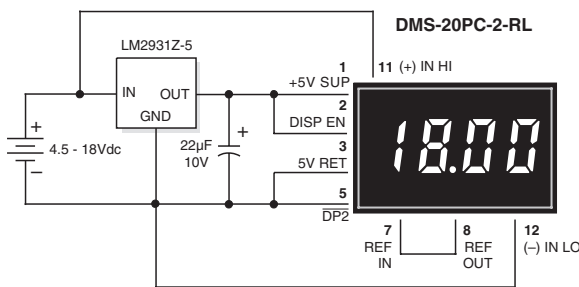 DMS-20PC-2-RL
LM2931Z-5
IN OUT
GND
1
+5V SUP
2
DISP EN
3
5V RET
5
DP2
11 (+) IN HI
18.00
+
4.5 - 18Vdc
–
22µF
10V
+
7
REF
IN
8
REF
OUT
12
(–) IN LO